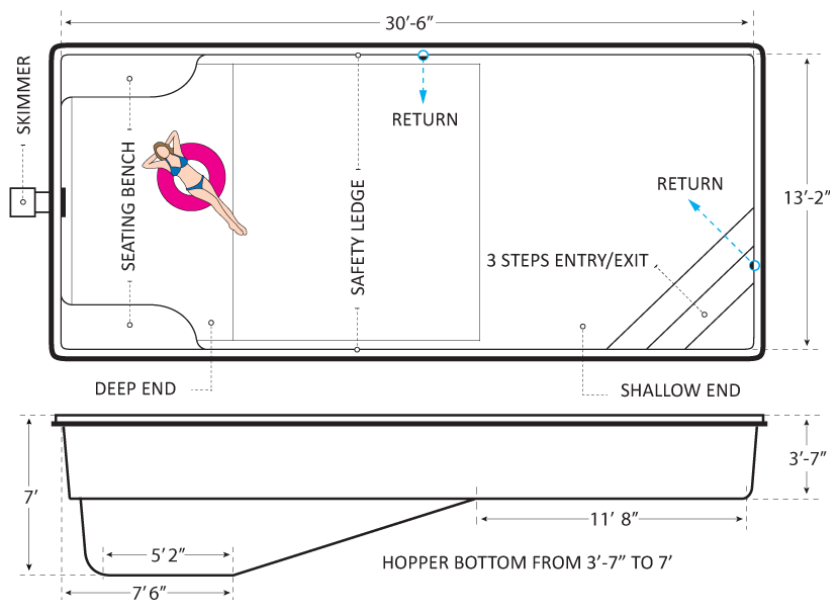 30'-6”
SKIMMER
RETURN
SEATING BENCH
SAFETY LEDGE
RETURN
13'-2”
3 STEPS ENTRY/EXIT
DEEP END
SHALLOW END
7'
3'-7”
11' 8”
5' 2”
HOPPER BOTTOM FROM 3'-7” TO 7'
7' 6”